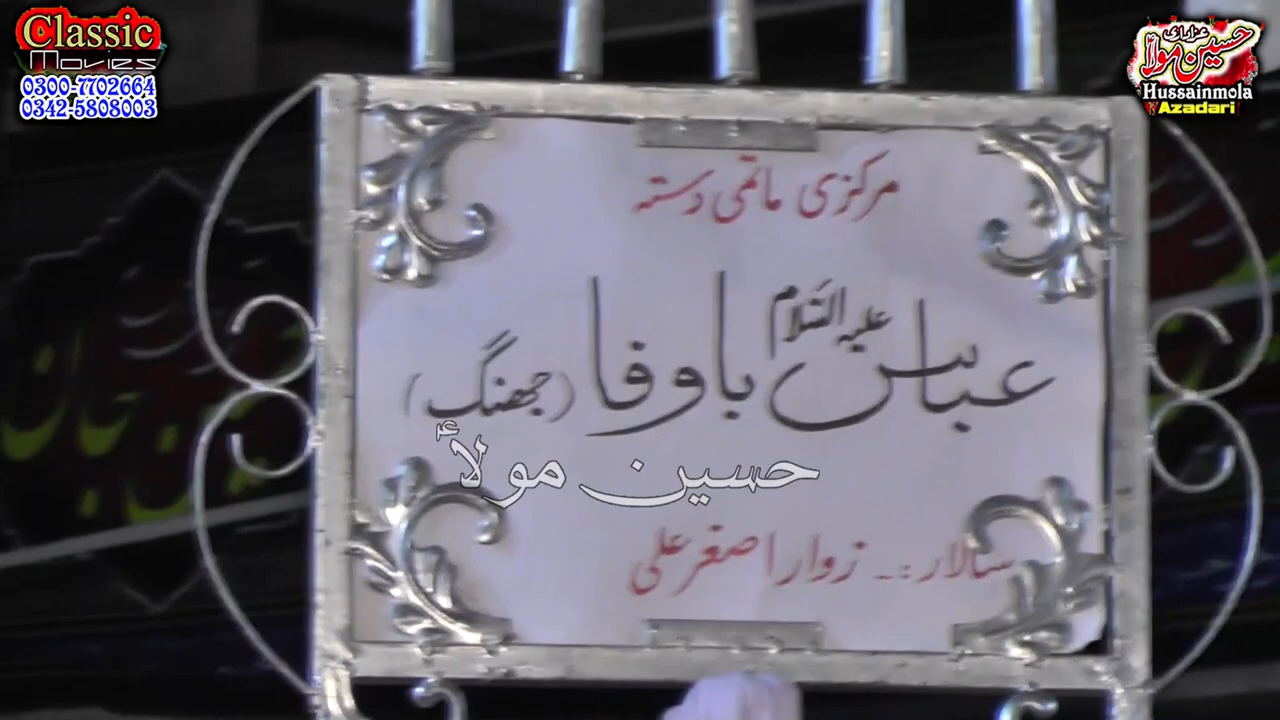 Classic
Movies
0300-7702664
0342-5808003
عزاداری
حسین مولاؑ
Hussainmola
Azadari
مرکزی ماتمی دستہ
عباس علیہ السلام باوفا (جھنگ)
حسین مولاؑ
سالار:۔ زوار اصغر علی